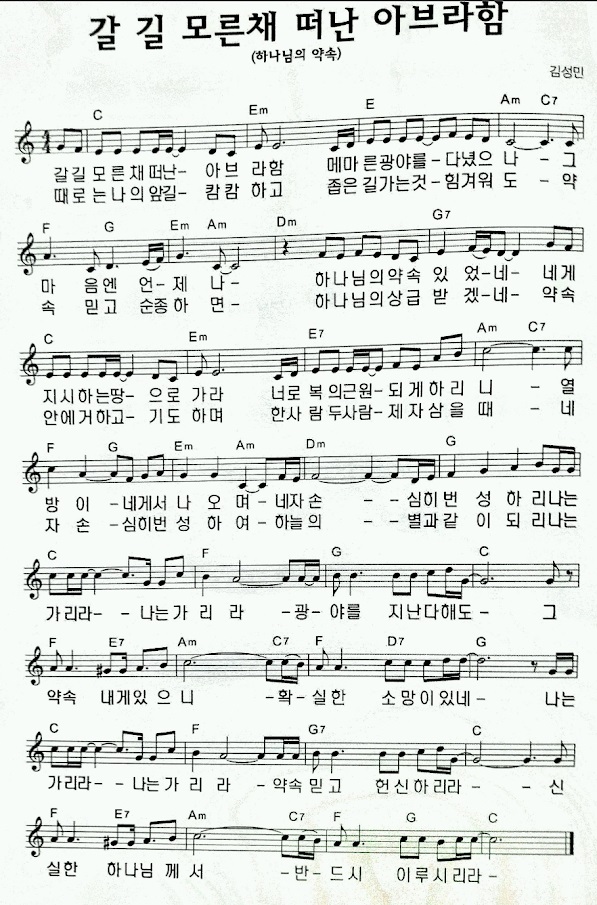 갈 길 모른채 떠난 아브라함
(하나님의 약속)
김성민
C Em E Am C7
갈길 모른 채 떠난- 아브 라함 메마 른광야를-다녔으 나 - 그
때로 는 나의 앞길- 캄캄 하고 좁은 길가는것-힘겨워 도 - 약
F G Em Am Dm G7
마 음엔 언-제 나- 하나님의약속 있 었-네- 네게
속 믿고 순종 하 면- 하나님의상급 받 겠-네- 약속
C Em E7 Am C7
지시하는땅- 으로 가라 너로 복 의근원-되 게 하 리 니 - 열
안에거하고- 기도 하며 한사 람 두사람-제 자 삼 을 때 - 네
F G Em Am Dm G
방 이 -네게서 나 오 며-네자 손 - -심히 번 성 하 리나는
자 손 -심히번 성 하 여-하늘 의 - -별과 같 이 되 리나는
C F G C
가리라- -나는가 리 라 -광- 야를 지난다해도- 그
F E7 Am C7 F D7 G
약속 내게있 으 니 -확-실한 소망이있네- 나는
C F G7 C
가리라- -나는가 리 라 -약속 믿고 헌신하리라- - 신
F E7 Am C7 F G C
실한 하나님 께 서 -반-드시 이루시리라-